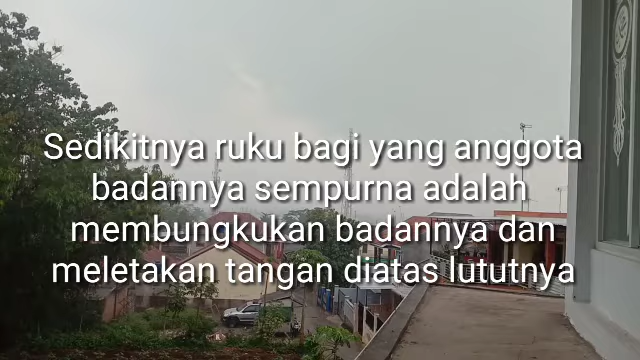 Sedikitnya ruku bagi yang anggota
badannya sempurna adalah
membungkukan badannya dan
meletakan tangan diatas lututnya